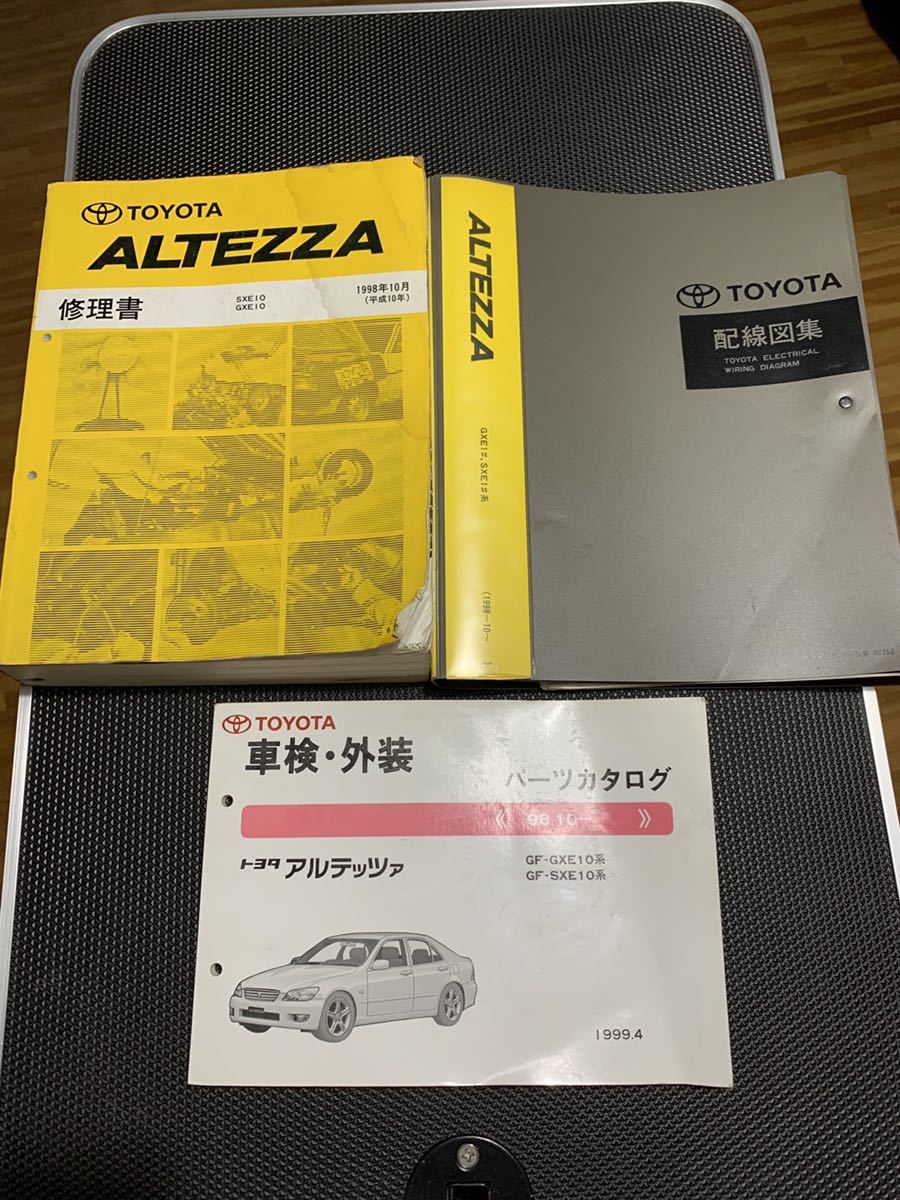 TOYOTA
ALTEZZA
修理書
SXE10
GXE10
1998年10月
(平成10年)
TOYOTA
ALTEZZA
GXE1#, SXE1#系
(1998-10~ )
TOYOTA
配線図集
TOYOTA ELECTRICAL
WIRING DIAGRAM
TOYOTA
車検・外装
パーツカタログ
《 98.10− 》
トヨタ アルテッツァ
GF-GXE10系
GF-SXE10系
ALTEZZA
1999.4